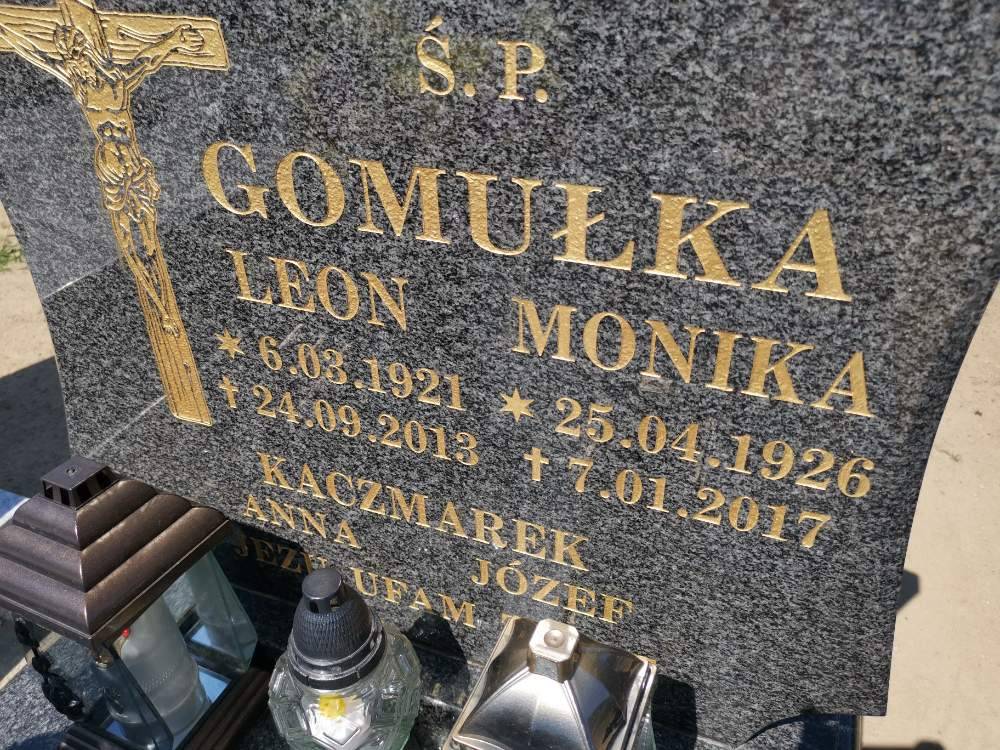 Ś. P.
GOMUŁKA
LEON MONIKA
* 6.03.1921 * 25.04.1926
† 24.09.2013 † 7.01.2017
KACZMAREK
ANNA JÓZEF
JEZU UFAM